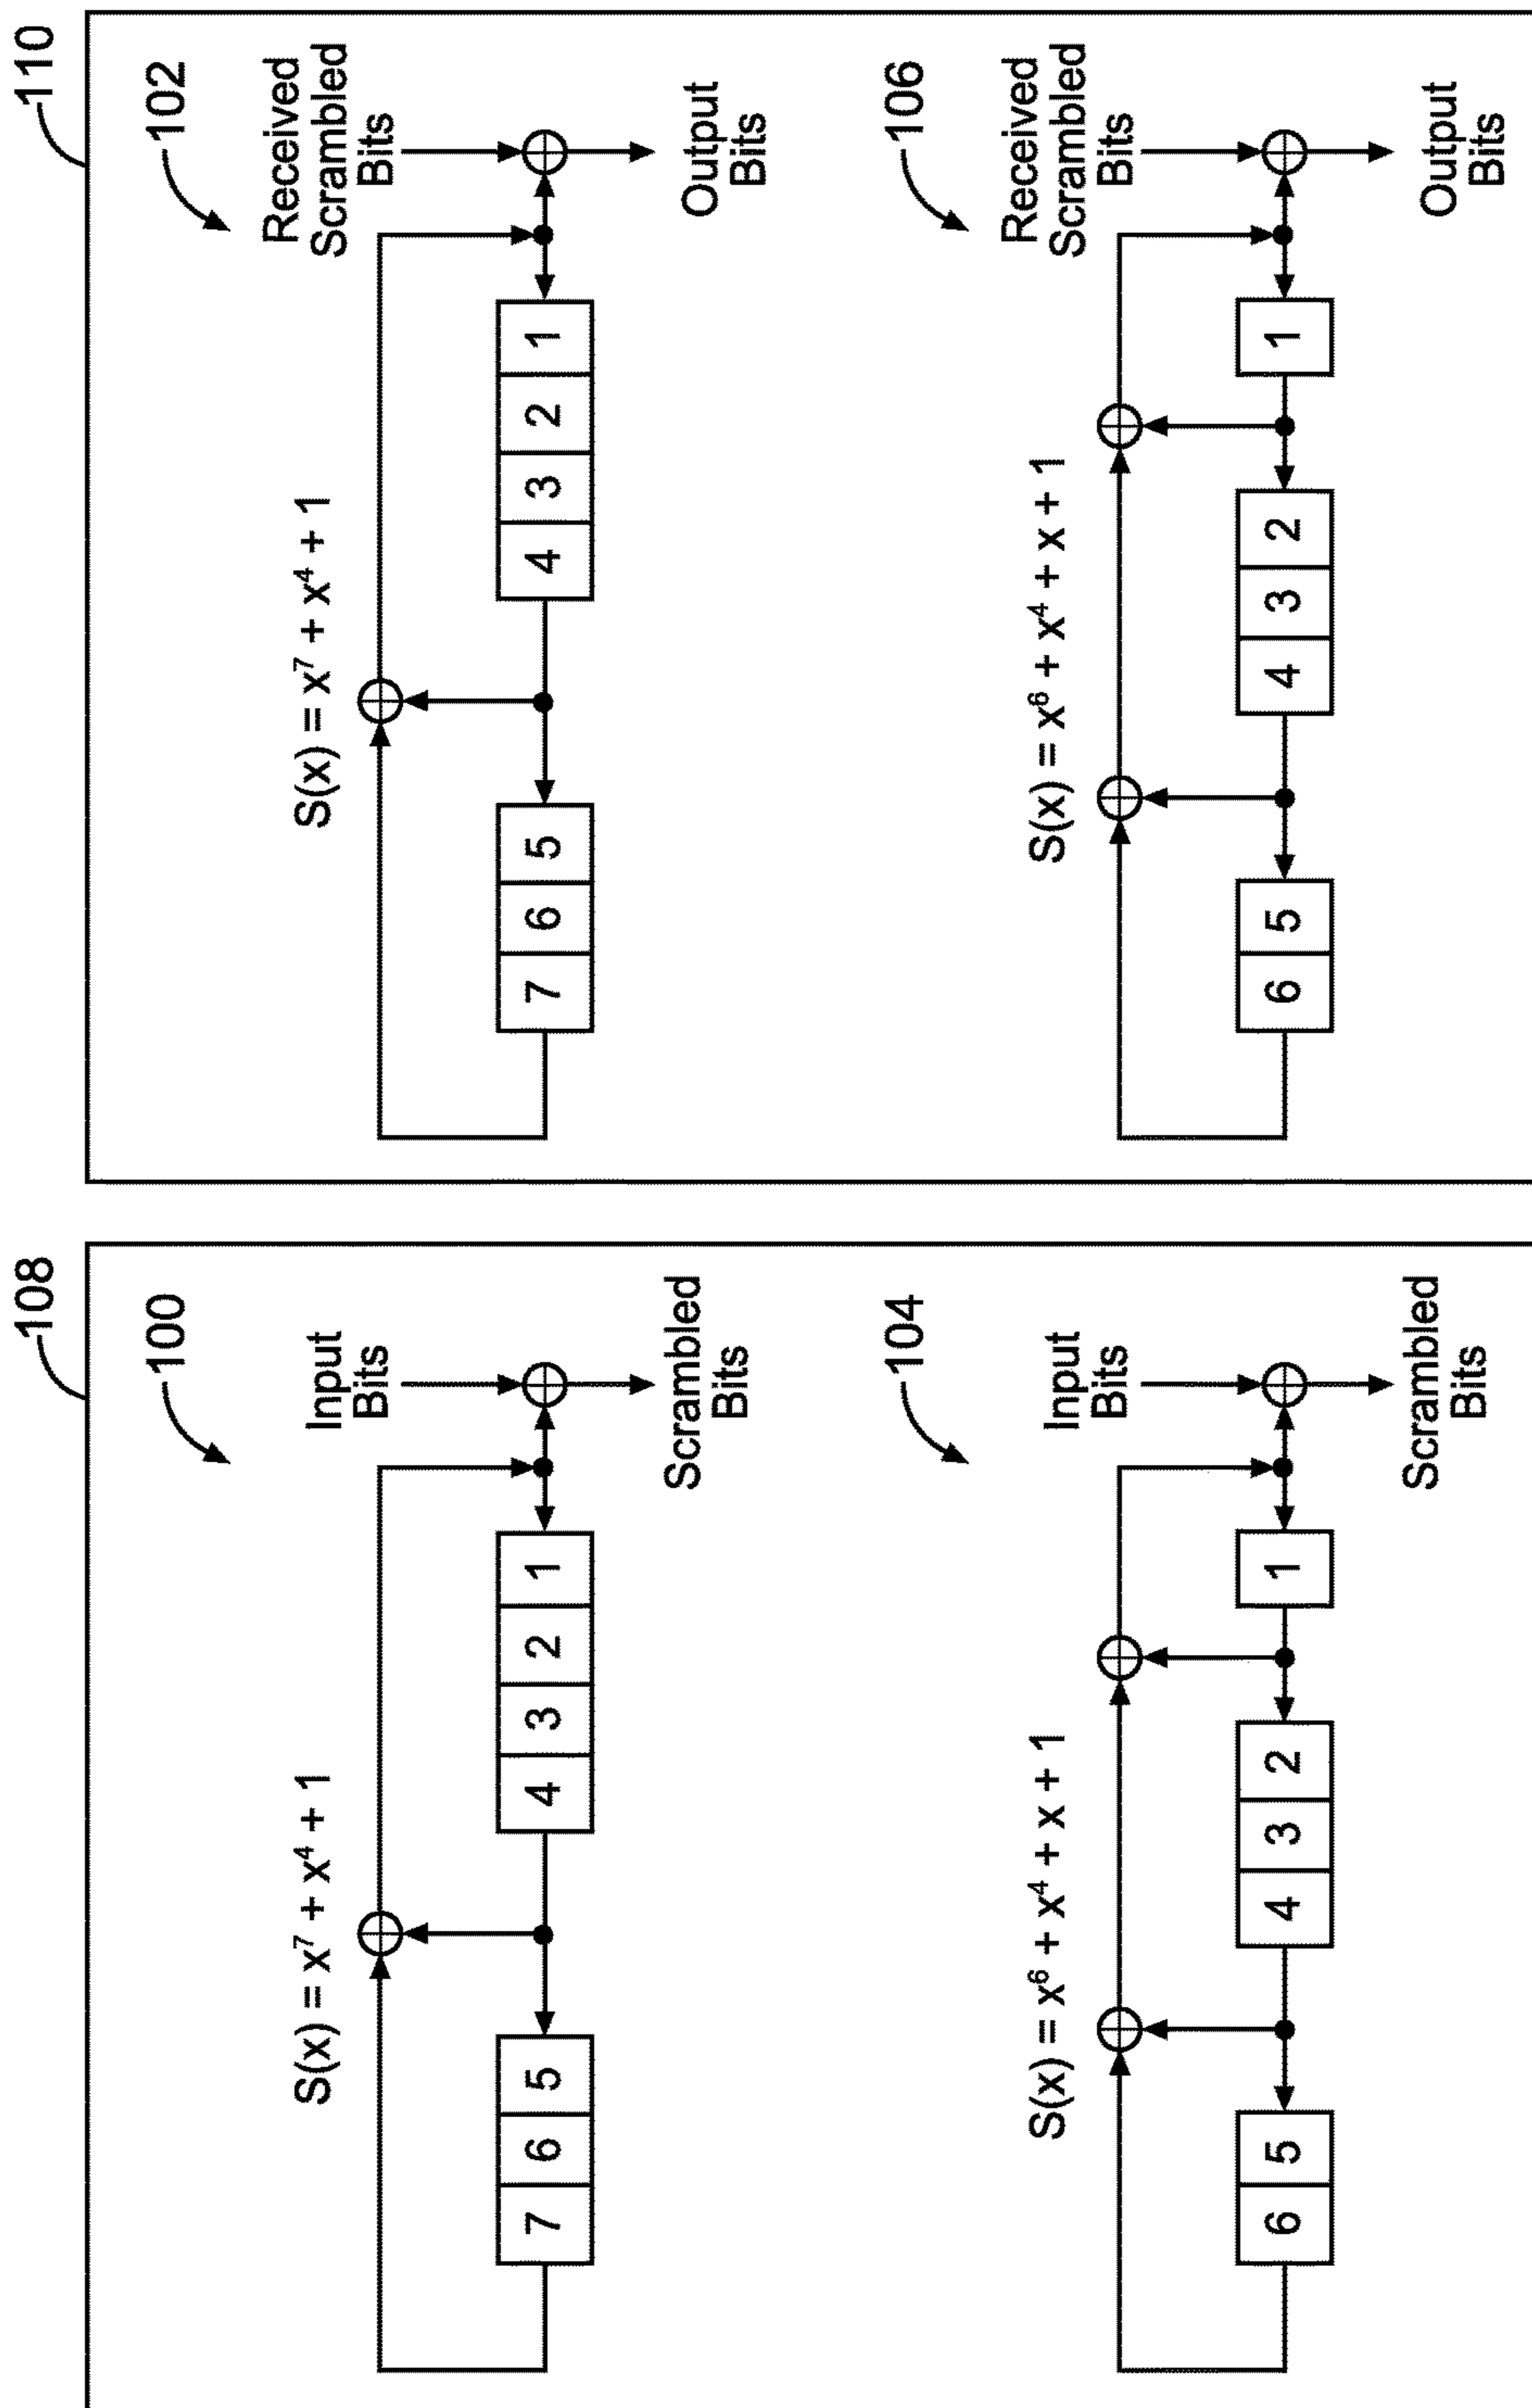 108
100
S(x) = x⁷ + x⁴ + 1
Input
Bits
7 6 5 4 3 2 1
Scrambled
Bits
104
S(x) = x⁶ + x⁴ + x + 1
Input
Bits
6 5 4 3 2 1
Scrambled
Bits
110
102
Received
Scrambled
Bits
S(x) = x⁷ + x⁴ + 1
7 6 5 4 3 2 1
Output
Bits
106
Received
Scrambled
Bits
S(x) = x⁶ + x⁴ + x + 1
6 5 4 3 2 1
Output
Bits